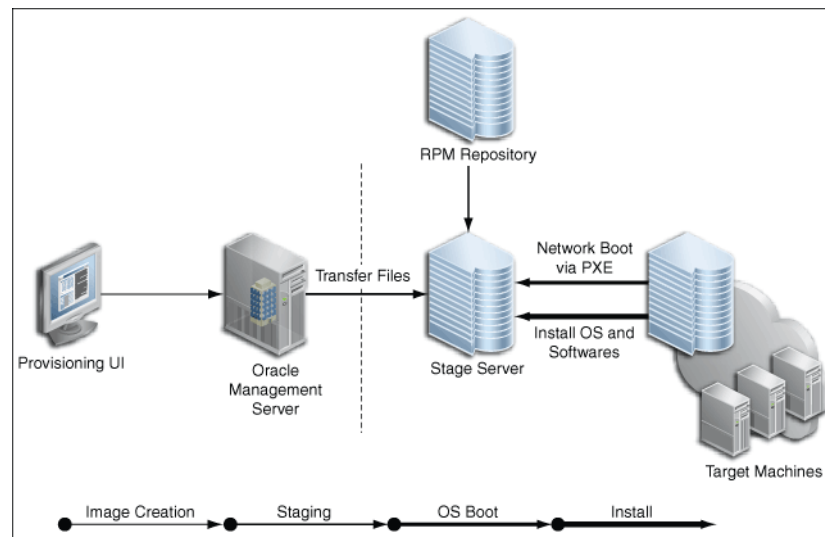 RPM Repository
Network Boot
via PXE
Transfer Files
Install OS and
Softwares
Provisioning UI
Oracle
Management
Server
Stage Server
Target Machines
Image Creation
Staging
OS Boot
Install